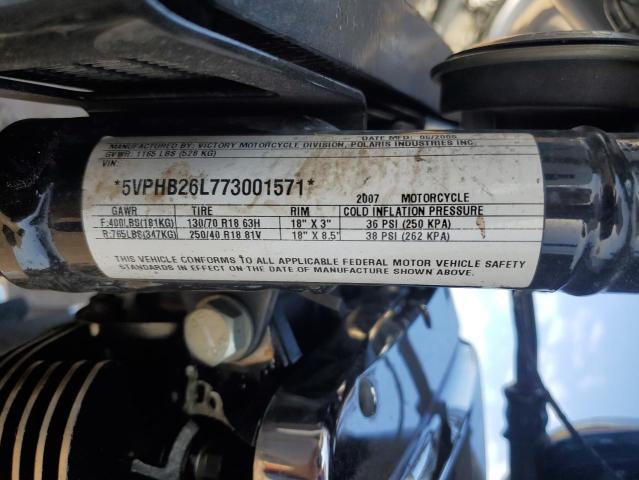 DATE MFD: 06/2006
MANUFACTURED BY: VICTORY MOTORCYCLE DIVISION, POLARIS INDUSTRIES INC.
GVWR: 1165 LBS (528 KG)
VIN:
*5VPHB26L773001571*
2007 MOTORCYCLE
GAWR TIRE RIM COLD INFLATION PRESSURE
F:400LBS(181KG) 130/70 R18 63H 18" X 3" 36 PSI (250 KPA)
R:765LBS(347KG) 250/40 R18 81V 18" X 8.5" 38 PSI (262 KPA)
THIS VEHICLE CONFORMS TO ALL APPLICABLE FEDERAL MOTOR VEHICLE SAFETY
STANDARDS IN EFFECT ON THE DATE OF MANUFACTURE SHOWN ABOVE.